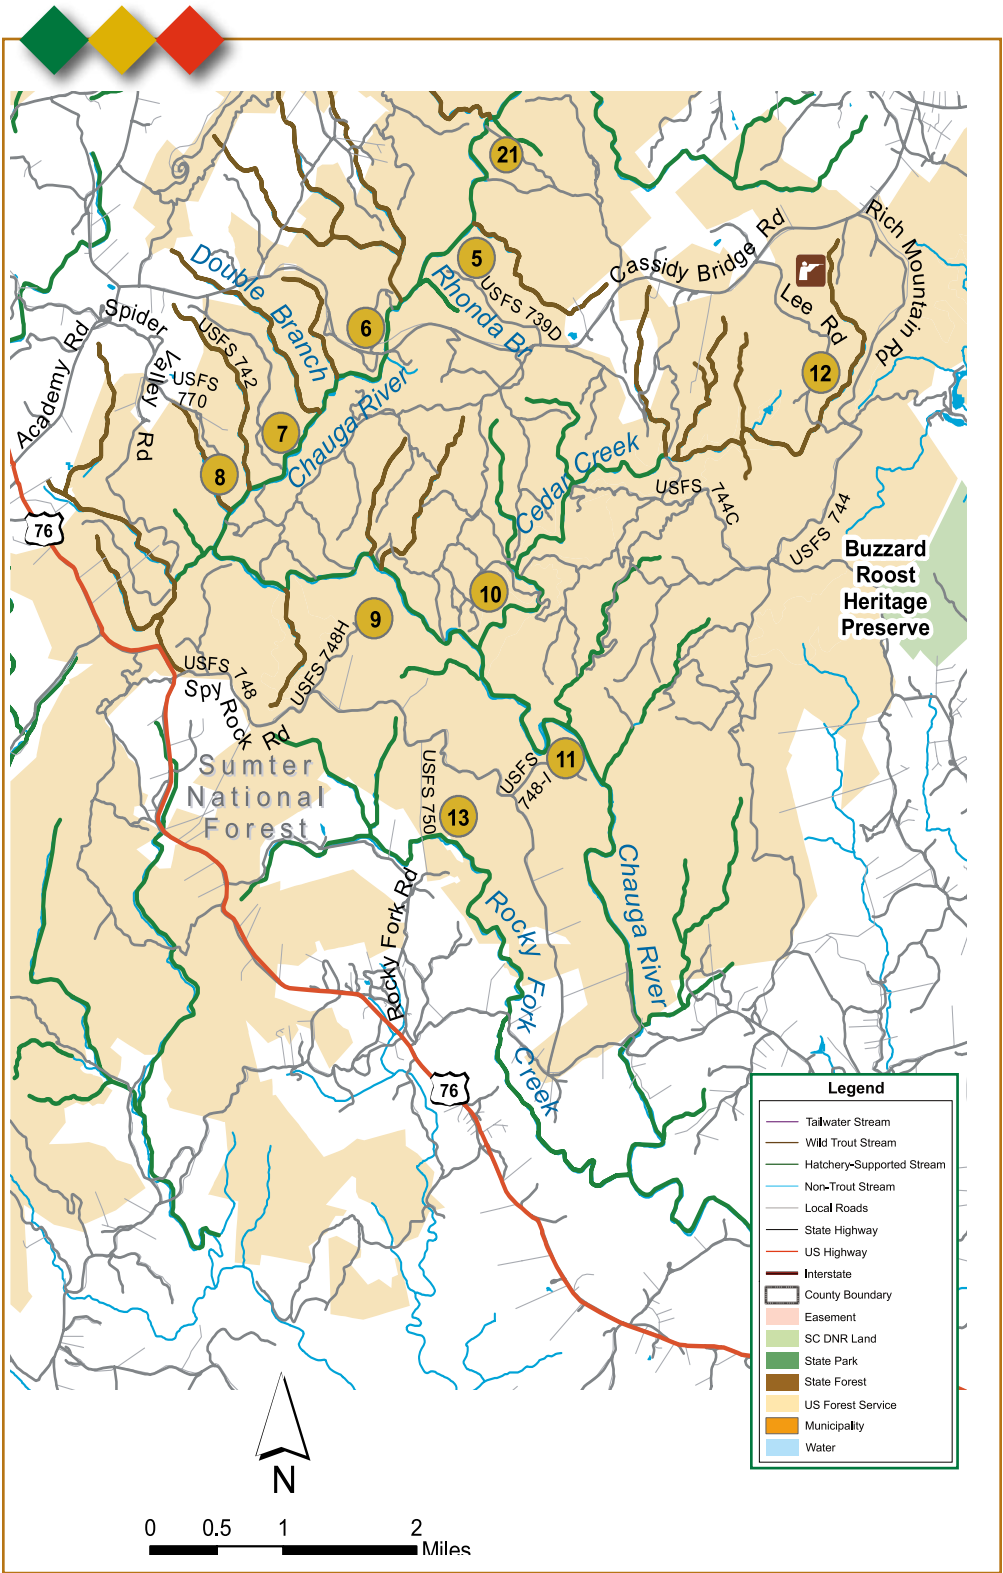 21
Rich Mountain Rd
Cassidy Bridge Rd
5
Double Branch
Rhonda Br
USFS 739D
Lee Rd
Spider Valley Rd
6
USFS 742
Academy Rd
12
USFS
770
Chauga River
7
8
Cedar Creek
76
USFS 744C
USFS 744
Buzzard
Roost
Heritage
Preserve
10
9
USFS 748H
USFS 748
Spy Rock Rd
Sumter
National
Forest
USFS 750
USFS
748-I
11
13
Chauga River
Rocky Fork Rd
Rocky Fork Creek
76
Legend
Tailwater Stream
Wild Trout Stream
Hatchery-Supported Stream
Non-Trout Stream
Local Roads
State Highway
US Highway
Interstate
County Boundary
Easement
SC DNR Land
State Park
State Forest
US Forest Service
Municipality
Water
N
0 0.5 1 2
Miles